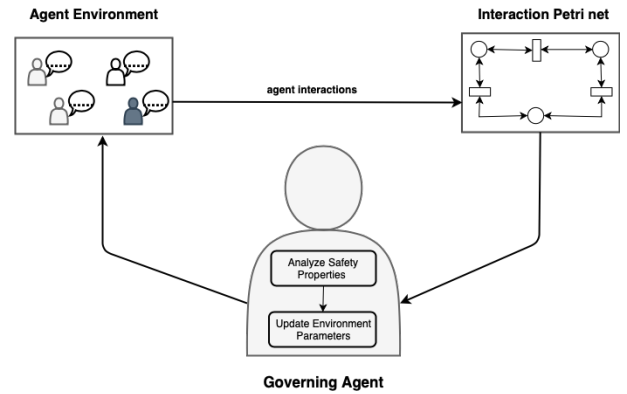 Agent Environment
Interaction Petri net
agent interactions
Analyze Safety
Properties
Update Environment
Parameters
Governing Agent